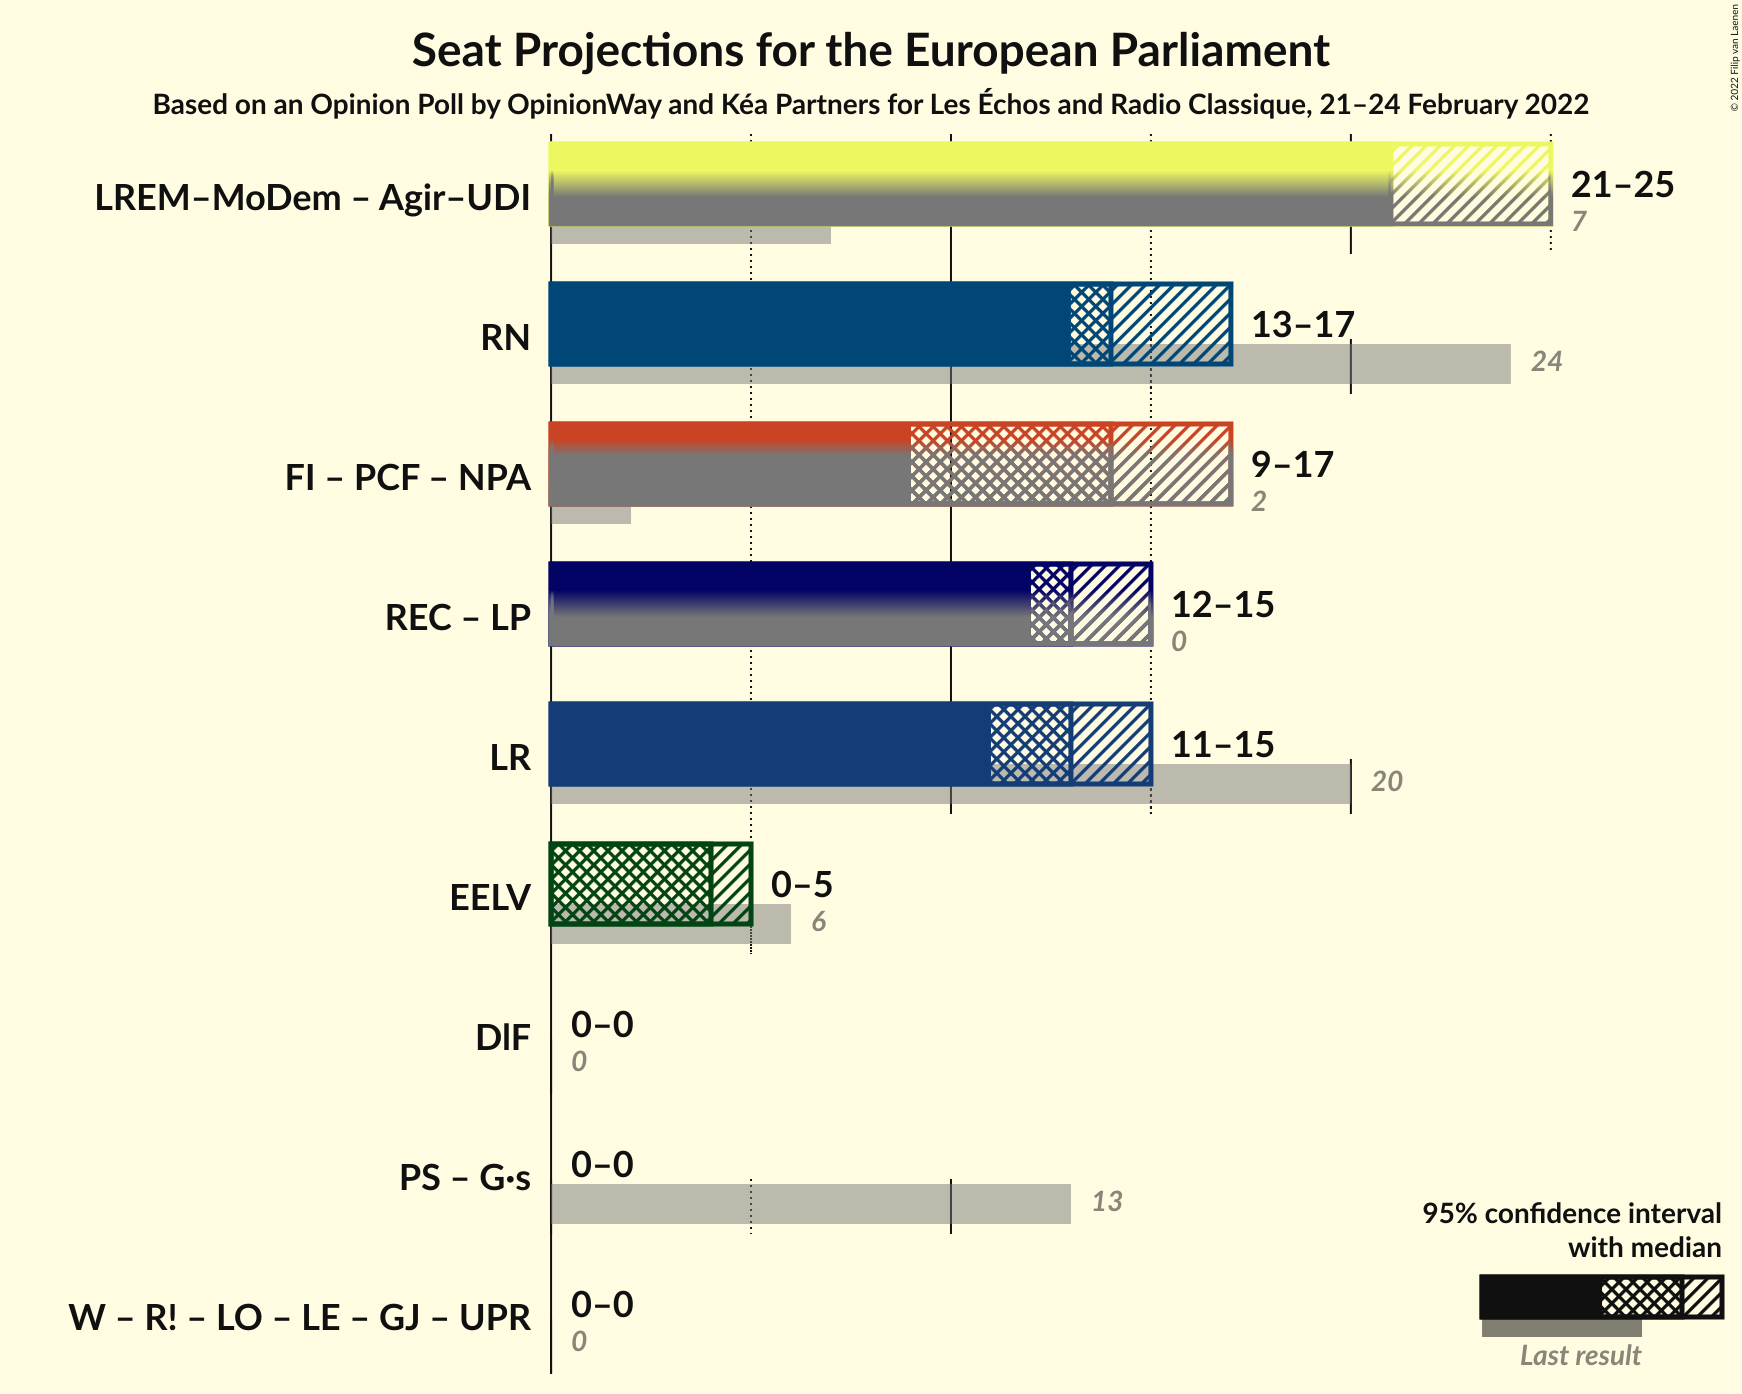 Seat Projections for the European Parliament
Based on an Opinion Poll by OpinionWay and Kéa Partners for Les Échos and Radio Classique, 21–24 February 2022
© 2022 Filip van Laenen
LREM–MoDem – Agir–UDI
21–25
7
RN
13–17
24
FI – PCF – NPA
9–17
2
REC – LP
12–15
0
LR
11–15
20
EELV
0–5
6
DlF
0–0
0
PS – G·s
0–0
13
W – R! – LO – LE – GJ – UPR
0–0
0
95% confidence interval
with median
Last result